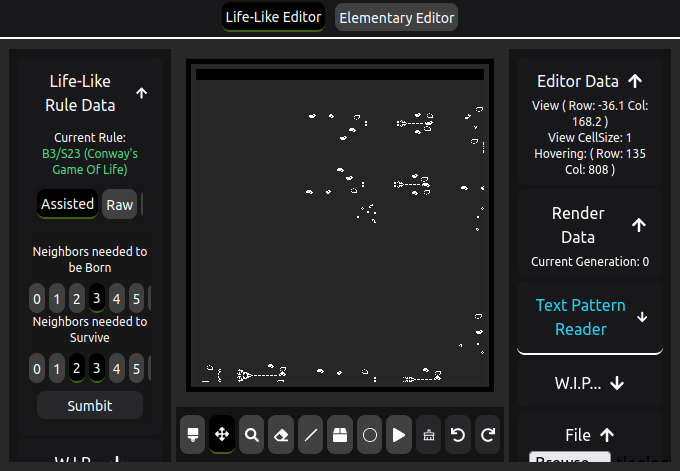 Life-Like Editor
Elementary Editor
Life-Like
Rule Data
Current Rule:
B3/S23 (Conway's
Game Of Life)
Assisted
Raw
Neighbors needed to
be Born
0 1 2 3 4 5
Neighbors needed to
Survive
0 1 2 3 4 5
Sumbit
W.I.P...
Editor Data
View ( Row: -36.1 Col:
168.2 )
View CellSize: 1
Hovering: ( Row: 135
Col: 808 )
Render
Data
Current Generation: 0
Text Pattern
Reader
W.I.P...
File
Browse...